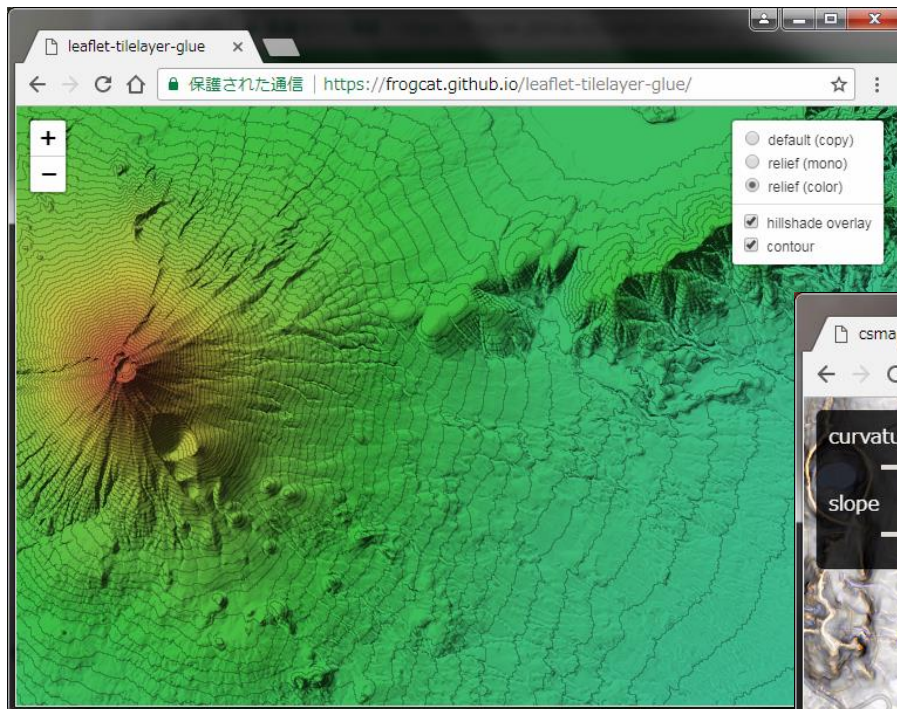 leaflet-tilelayer-glue
保護された通信 | https://frogcat.github.io/leaflet-tilelayer-glue/
+
−
default (copy)
relief (mono)
relief (color)
hillshade overlay
contour
csma
curvatu
slope